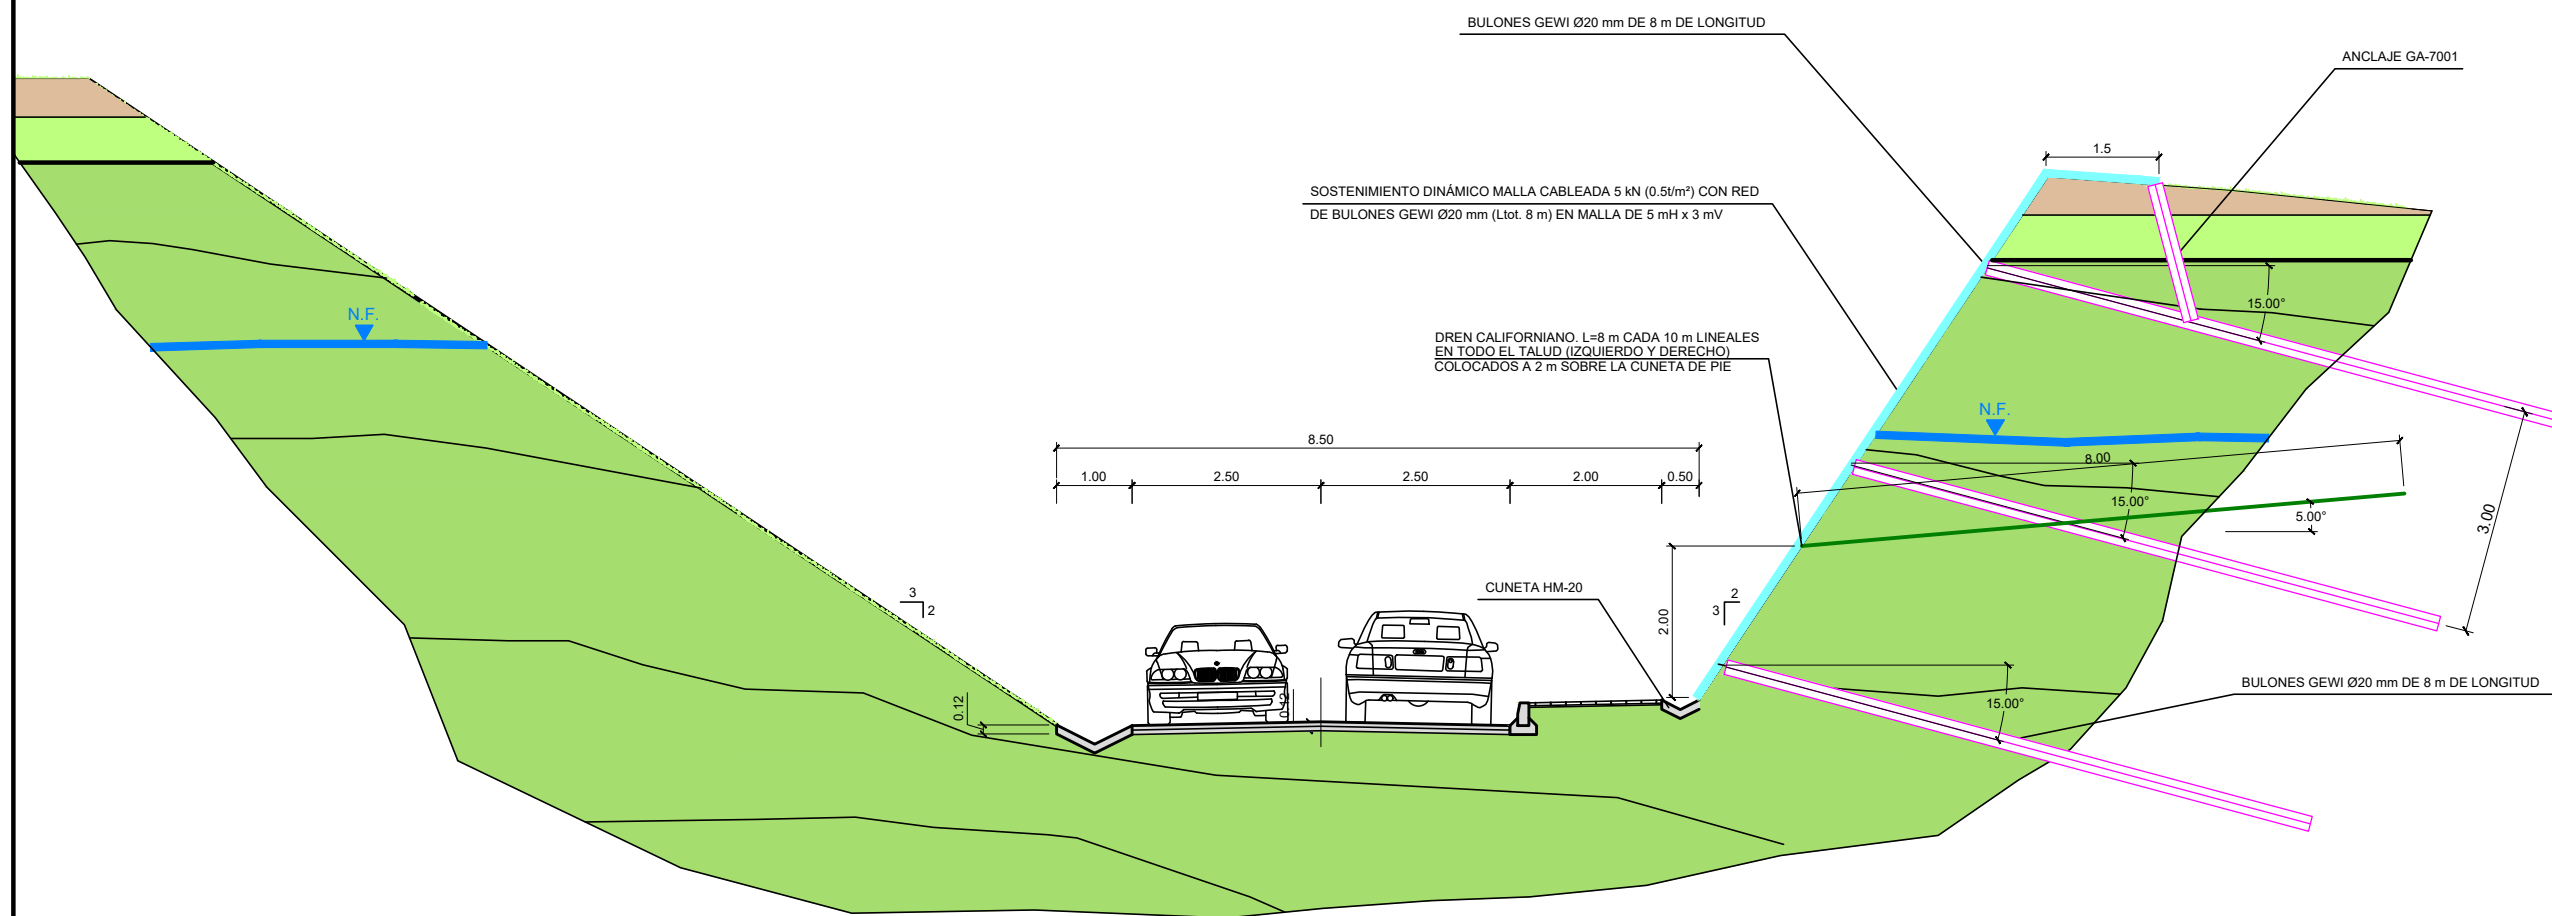 BULONES GEWI Ø20 mm DE 8 m DE LONGITUD
ANCLAJE GA-7001
1.5
SOSTENIMIENTO DINÁMICO MALLA CABLEADA 5 kN (0.5t/m²) CON RED
DE BULONES GEWI Ø20 mm (Ltot. 8 m) EN MALLA DE 5 mH x 3 mV
15.00°
N.F.
DREN CALIFORNIANO. L=8 m CADA 10 m LINEALES
EN TODO EL TALUD (IZQUIERDO Y DERECHO)
COLOCADOS A 2 m SOBRE LA CUNETA DE PIE
N.F.
8.50
8.00
1.00
2.50
2.50
2.00
0.50
15.00°
5.00°
3.00
CUNETA HM-20
3
2
2.00
2
3
BULONES GEWI Ø20 mm DE 8 m DE LONGITUD
15.00°
0.12
0.12